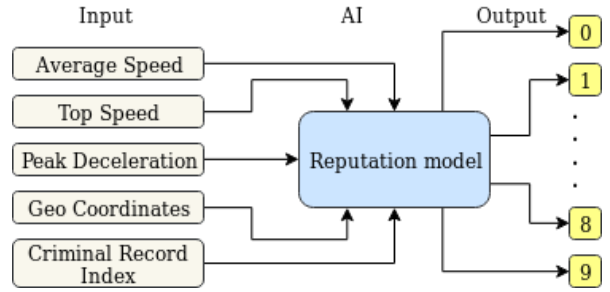 Input
AI
Output
Average Speed
Top Speed
Peak Deceleration
Geo Coordinates
Criminal Record
Index
Reputation model
0
1
8
9